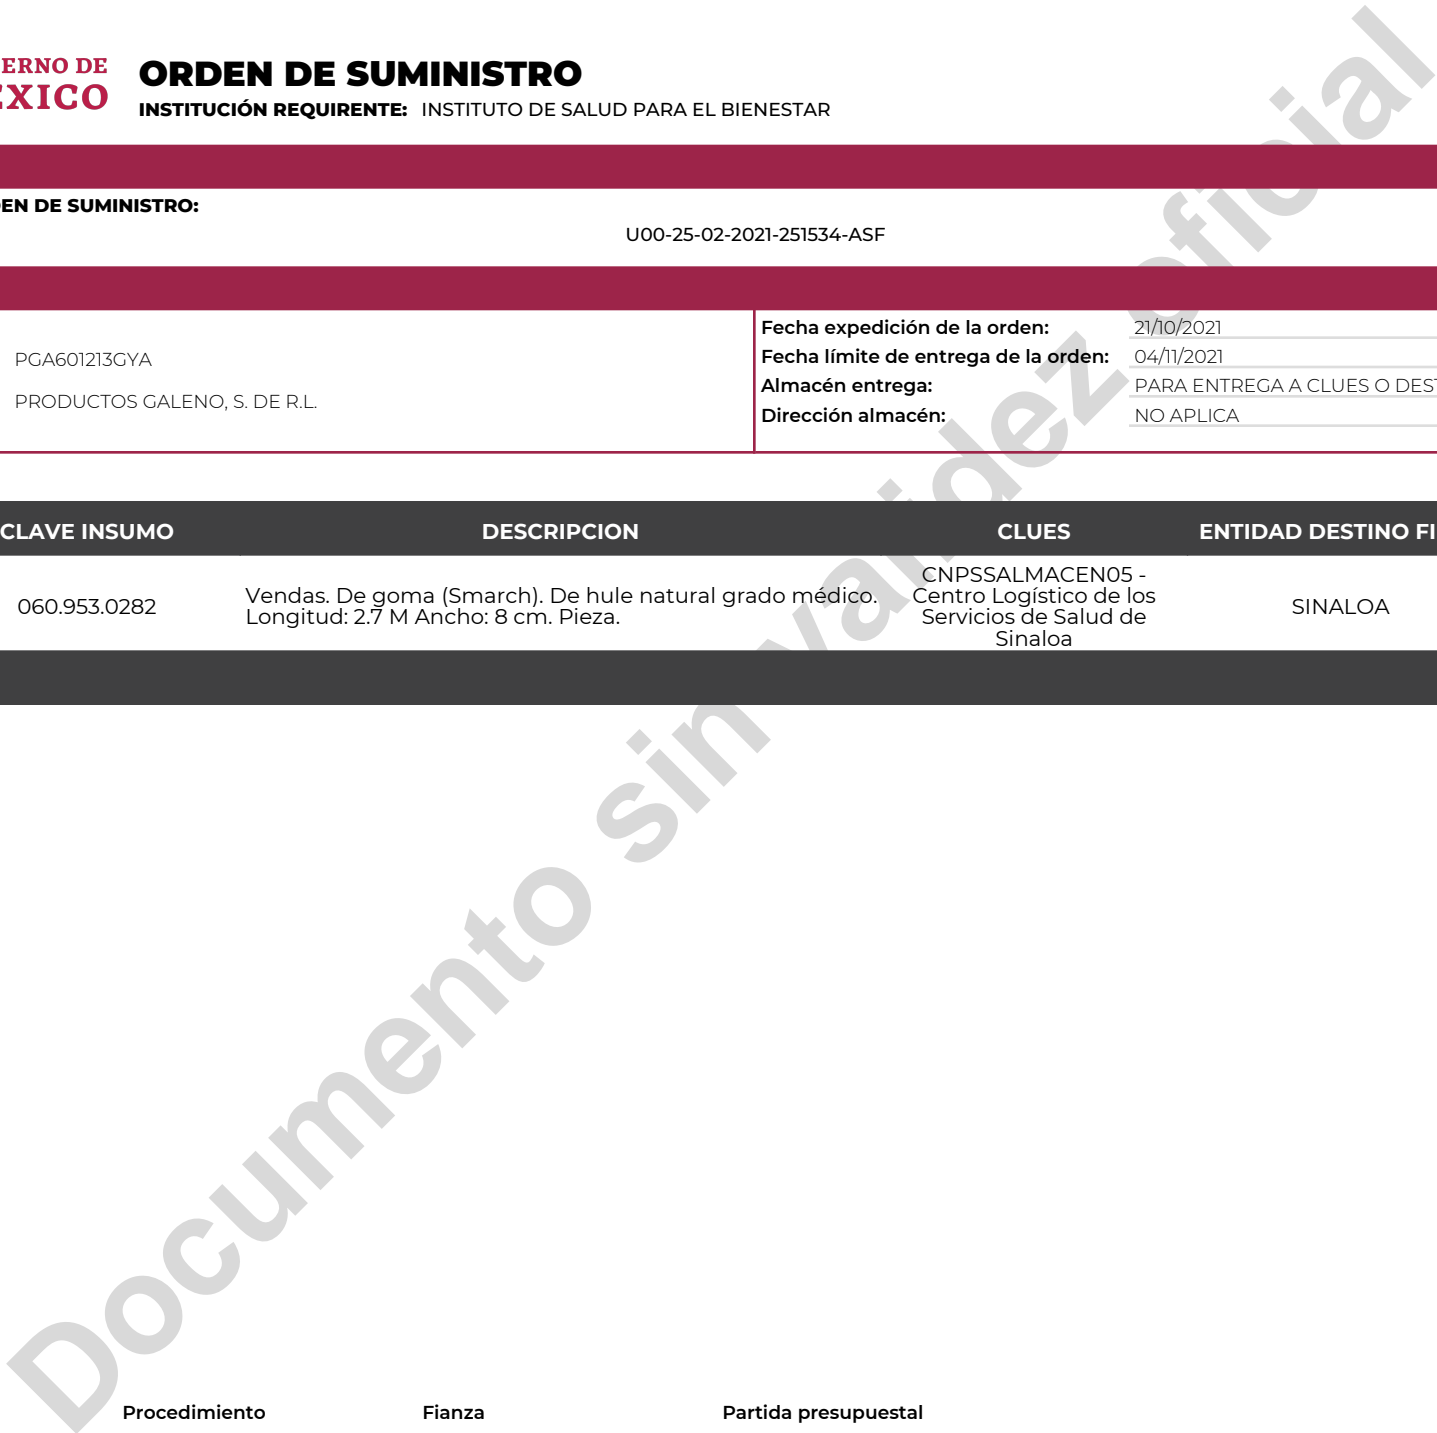 ERNO DE
ORDEN DE SUMINISTRO
INSTITUCIÓN REQUIRENTE: INSTITUTO DE SALUD PARA EL BIENESTAR
EN DE SUMINISTRO:
U00-25-02-2021-251534-ASF
PGA601213GYA
PRODUCTOS GALENO, S. DE R.L.
Fecha expedición de la orden: 21/10/2021
Fecha límite de entrega de la orden: 04/11/2021
Almacén entrega: PARA ENTREGA A CLUES O DEST
Dirección almacén: NO APLICA
CLAVE INSUMO DESCRIPCION CLUES ENTIDAD DESTINO FI
060.953.0282
Vendas. De goma (Smarch). De hule natural grado médico.
Longitud: 2.7 M Ancho: 8 cm. Pieza.
CNPSSALMACEN05 -
Centro Logístico de los
Servicios de Salud de
Sinaloa
SINALOA
Documento sin validez oficial
Procedimiento Fianza Partida presupuestal